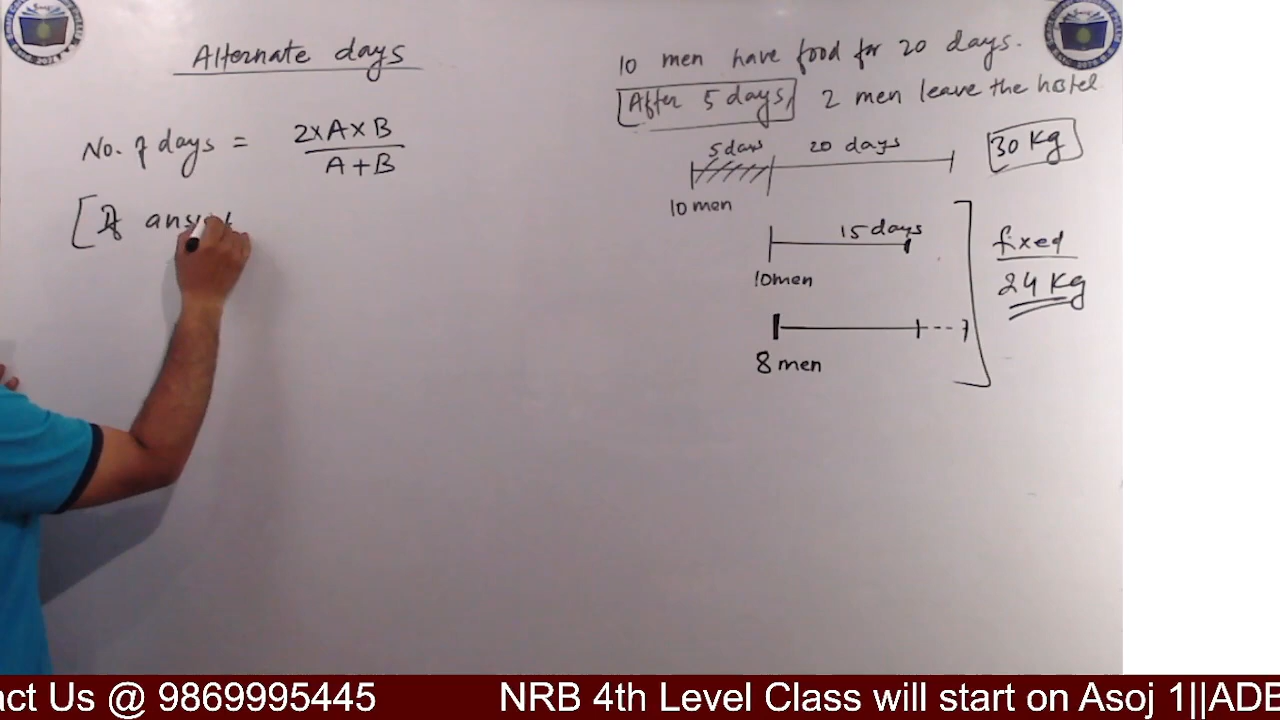 Alternate days
No. of days = 2×A×B
A+B
[If
10 men have food for 20 days.
After 5 days, 2 men leave the hostel
5 days 20 days
30 Kg
10 men
15 days
10men
8 men
fixed
24 Kg
act Us @ 9869995445 NRB 4th Level Class will start on Asoj 1||ADB